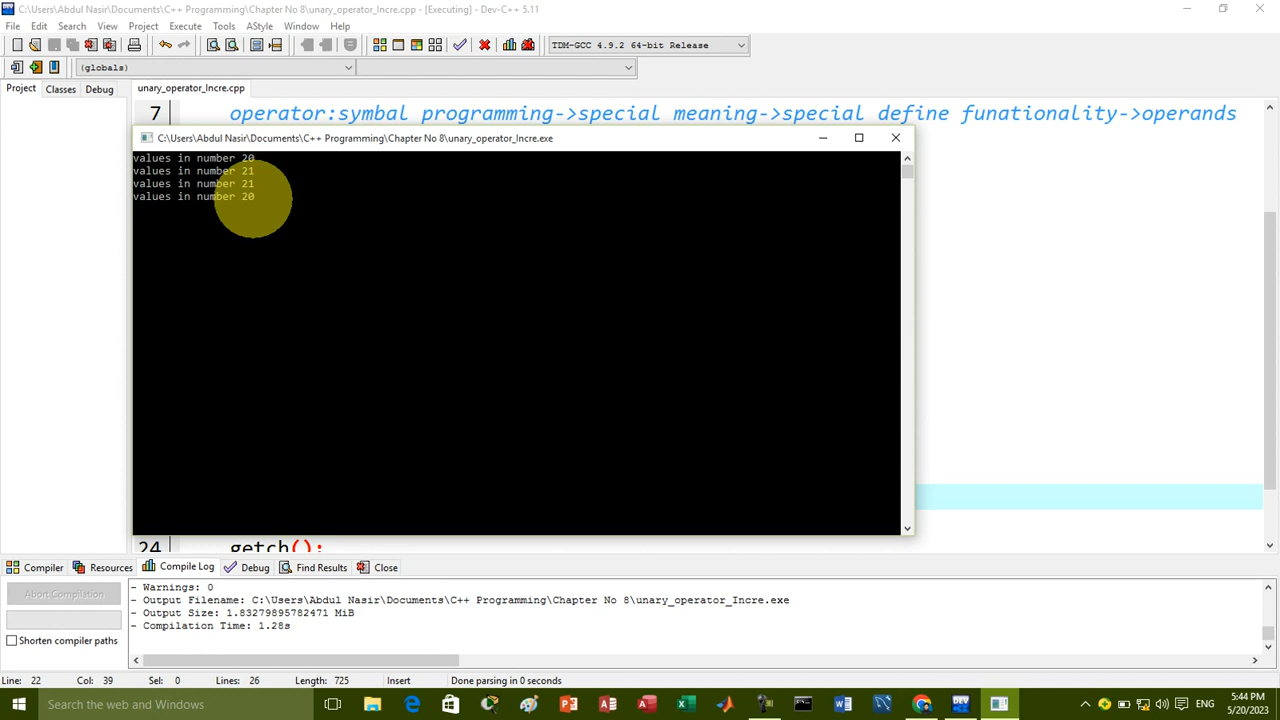 C:\Users\Abdul Nasir\Documents\C++ Programming\Chapter No 8\unary_operator_Incre.cpp - [Executing] - Dev-C++ 5.11
File Edit Search View Project Execute Tools AStyle Window Help
TDM-GCC 4.9.2 64-bit Release
(globals)
Project Classes Debug
unary_operator_Incre.cpp
7 operator:symbal programming->special meaning->special define funationality->operands
C:\Users\Abdul Nasir\Documents\C++ Programming\Chapter No 8\unary_operator_Incre.exe
values in number 20
values in number 21
values in number 21
values in number 20
24 getch();
Compiler Resources Compile Log Debug Find Results Close
Abort Compilation
Shorten compiler paths
- Warnings: 0
- Output Filename: C:\Users\Abdul Nasir\Documents\C++ Programming\Chapter No 8\unary_operator_Incre.exe
- Output Size: 1.83279895782471 MiB
- Compilation Time: 1.28s
Line: 22 Col: 39 Sel: 0 Lines: 26 Length: 725 Insert Done parsing in 0 seconds
Search the web and Windows
ENG
5:44 PM
5/20/2023